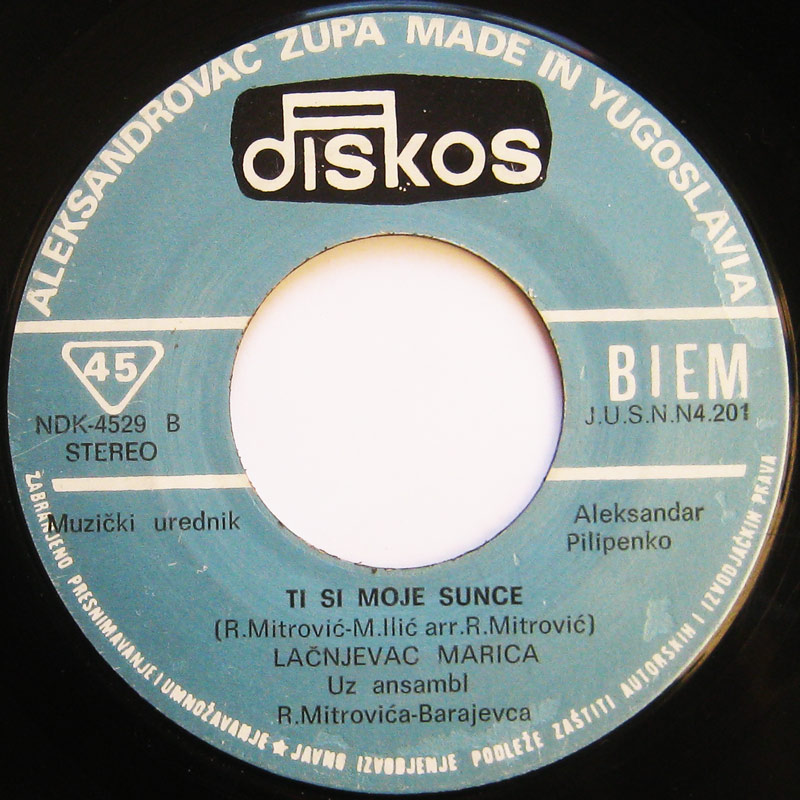 ALEKSANDROVAC ŽUPA MADE IN YUGOSLAVIA
diskos
45
BIEM
NDK-4529 B
J.U.S.N.N4.201
STEREO
Muzički urednik
Aleksandar
Pilipenko
TI SI MOJE SUNCE
(R.Mitrović-M.Ilić arr.R.Mitrović)
LAČNJEVAC MARICA
Uz ansambl
R.Mitrovića-Barajevca
ZABRANJENO PRESNIMAVANJE I UMNOŽAVANJE ★ JAVNO IZVODJENJE PODLEŽE ZAŠTITI AUTORSKIH I IZVODJAČKIH PRAVA